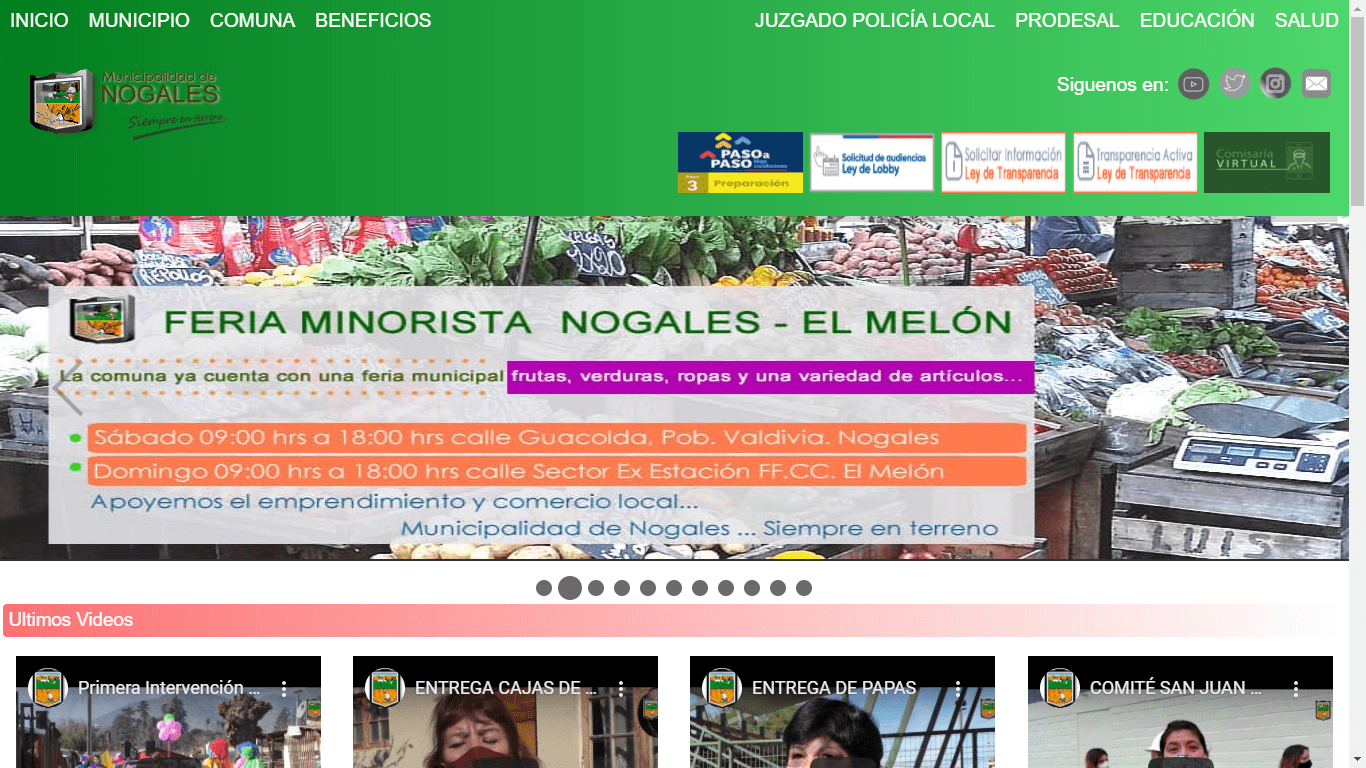 INICIO MUNICIPIO COMUNA BENEFICIOS JUZGADO POLICÍA LOCAL PRODESAL EDUCACIÓN SALUD
Municipalidad de
NOGALES
Siempre en terreno
Siguenos en:
PASO a
PASO
Paso
3
Preparación
Solicitud de audiencias
Ley de Lobby
Solicitar Información
Ley de Transparencia
Transparencia Activa
Ley de Transparencia
Comisaría
VIRTUAL
FERIA MINORISTA NOGALES - EL MELÓN
La comuna ya cuenta con una feria municipal frutas, verduras, ropas y una variedad de artículos...
Sábado 09:00 hrs a 18:00 hrs calle Guacolda, Pob. Valdivia. Nogales
Domingo 09:00 hrs a 18:00 hrs calle Sector Ex Estación FF.CC. El Melón
Apoyemos el emprendimiento y comercio local...
Municipalidad de Nogales ... Siempre en terreno
LUIS
Ultimos Videos
Primera Intervención ...
ENTREGA CAJAS DE ...
ENTREGA DE PAPAS
COMITÉ SAN JUAN ...